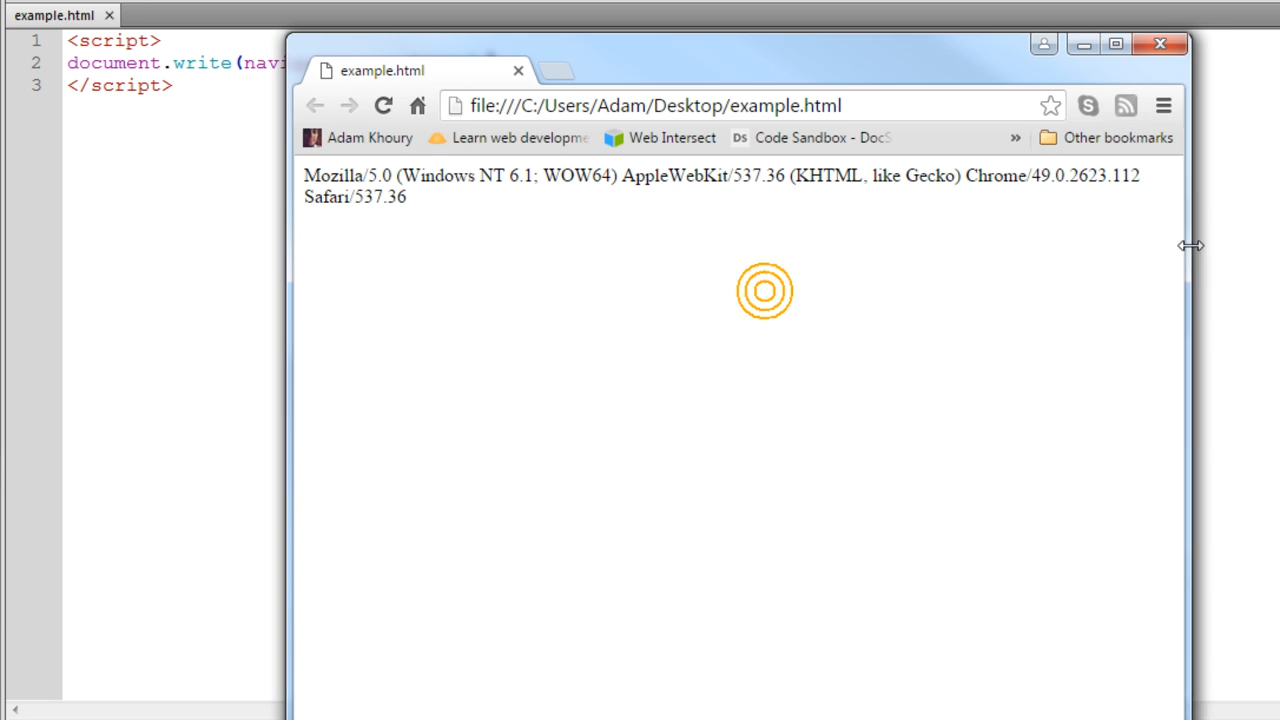 example.html
1 <script>
2 document.write(navi
3 </script>
example.html
file:///C:/Users/Adam/Desktop/example.html
Adam Khoury
Learn web developme
Web Intersect
DS Code Sandbox - DocS
» Other bookmarks
Mozilla/5.0 (Windows NT 6.1; WOW64) AppleWebKit/537.36 (KHTML, like Gecko) Chrome/49.0.2623.112
Safari/537.36